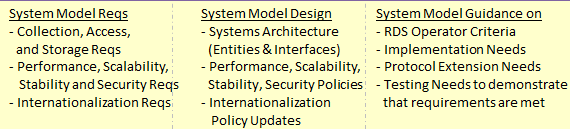 System Model Reqs
- Collection, Access,
and Storage Reqs
- Performance, Scalability,
Stability and Security Reqs
- Internationalization Reqs
System Model Design
- Systems Architecture
(Entities & Interfaces)
- Performance, Scalability,
Stability, Security Policies
- Internationalization
Policy Updates
System Model Guidance on
- RDS Operator Criteria
- Implementation Needs
- Protocol Extension Needs
- Testing Needs to demonstrate
that requirements are met